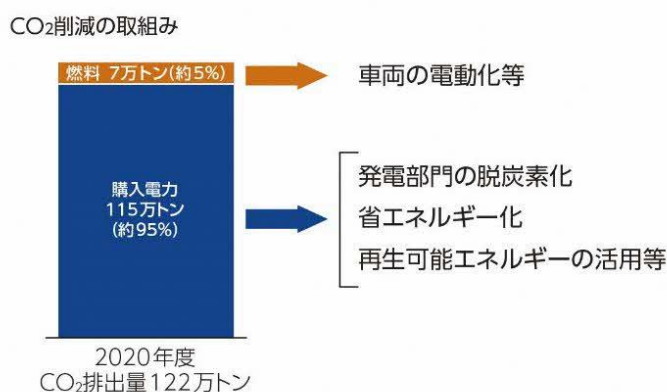 CO₂削減の取組み
燃料 7万トン(約5%)
車両の電動化等
購入電力
115万トン
(約95%)
発電部門の脱炭素化
省エネルギー化
再生可能エネルギーの活用等
2020年度
CO₂排出量122万トン